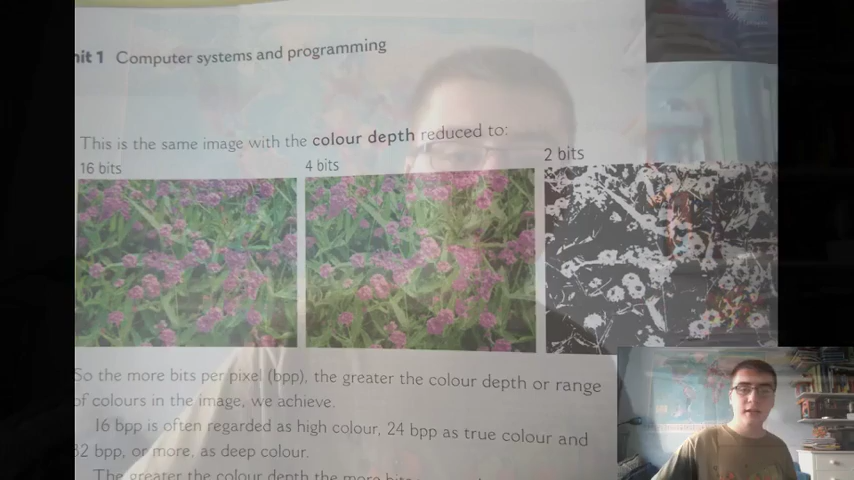 nit 1 Computer systems and programming
This is the same image with the colour depth reduced to:
16 bits
4 bits
2 bits
So the more bits per pixel (bpp), the greater the colour depth or range
of colours in the image, we achieve.
16 bpp is often regarded as high colour, 24 bpp as true colour and
32 bpp, or more, as deep colour.
The greater the colour depth the more bits